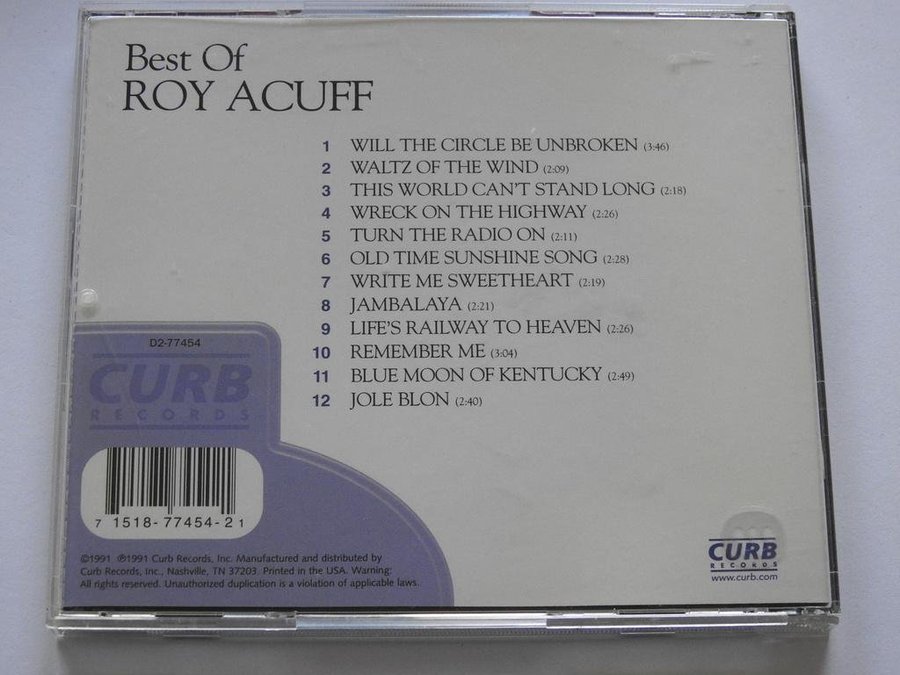 Best Of
ROY ACUFF
1 WILL THE CIRCLE BE UNBROKEN (3:46)
2 WALTZ OF THE WIND (2:09)
3 THIS WORLD CAN'T STAND LONG (2:18)
4 WRECK ON THE HIGHWAY (2:26)
5 TURN THE RADIO ON (2:11)
6 OLD TIME SUNSHINE SONG (2:28)
7 WRITE ME SWEETHEART (2:19)
8 JAMBALAYA (2:21)
9 LIFE'S RAILWAY TO HEAVEN (2:26)
10 REMEMBER ME (3:04)
11 BLUE MOON OF KENTUCKY (2:49)
12 JOLE BLON (2:40)
D2-77454
CURB
RECORDS
7 1518-77454-2 1
©1991 ℗1991 Curb Records, Inc. Manufactured and distributed by
Curb Records, Inc., Nashville, TN 37203. Printed in the USA. Warning:
All rights reserved. Unauthorized duplication is a violation of applicable laws.
CURB
RECORDS
www.curb.com